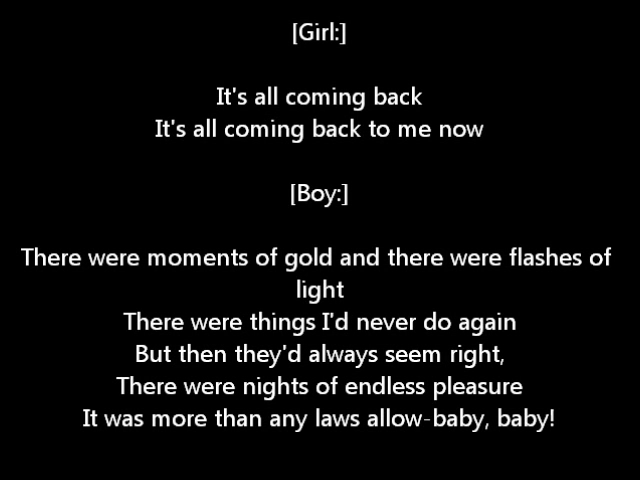 [Girl:]
It's all coming back
It's all coming back to me now
[Boy:]
There were moments of gold and there were flashes of
light
There were things I'd never do again
But then they'd always seem right,
There were nights of endless pleasure
It was more than any laws allow-baby, baby!